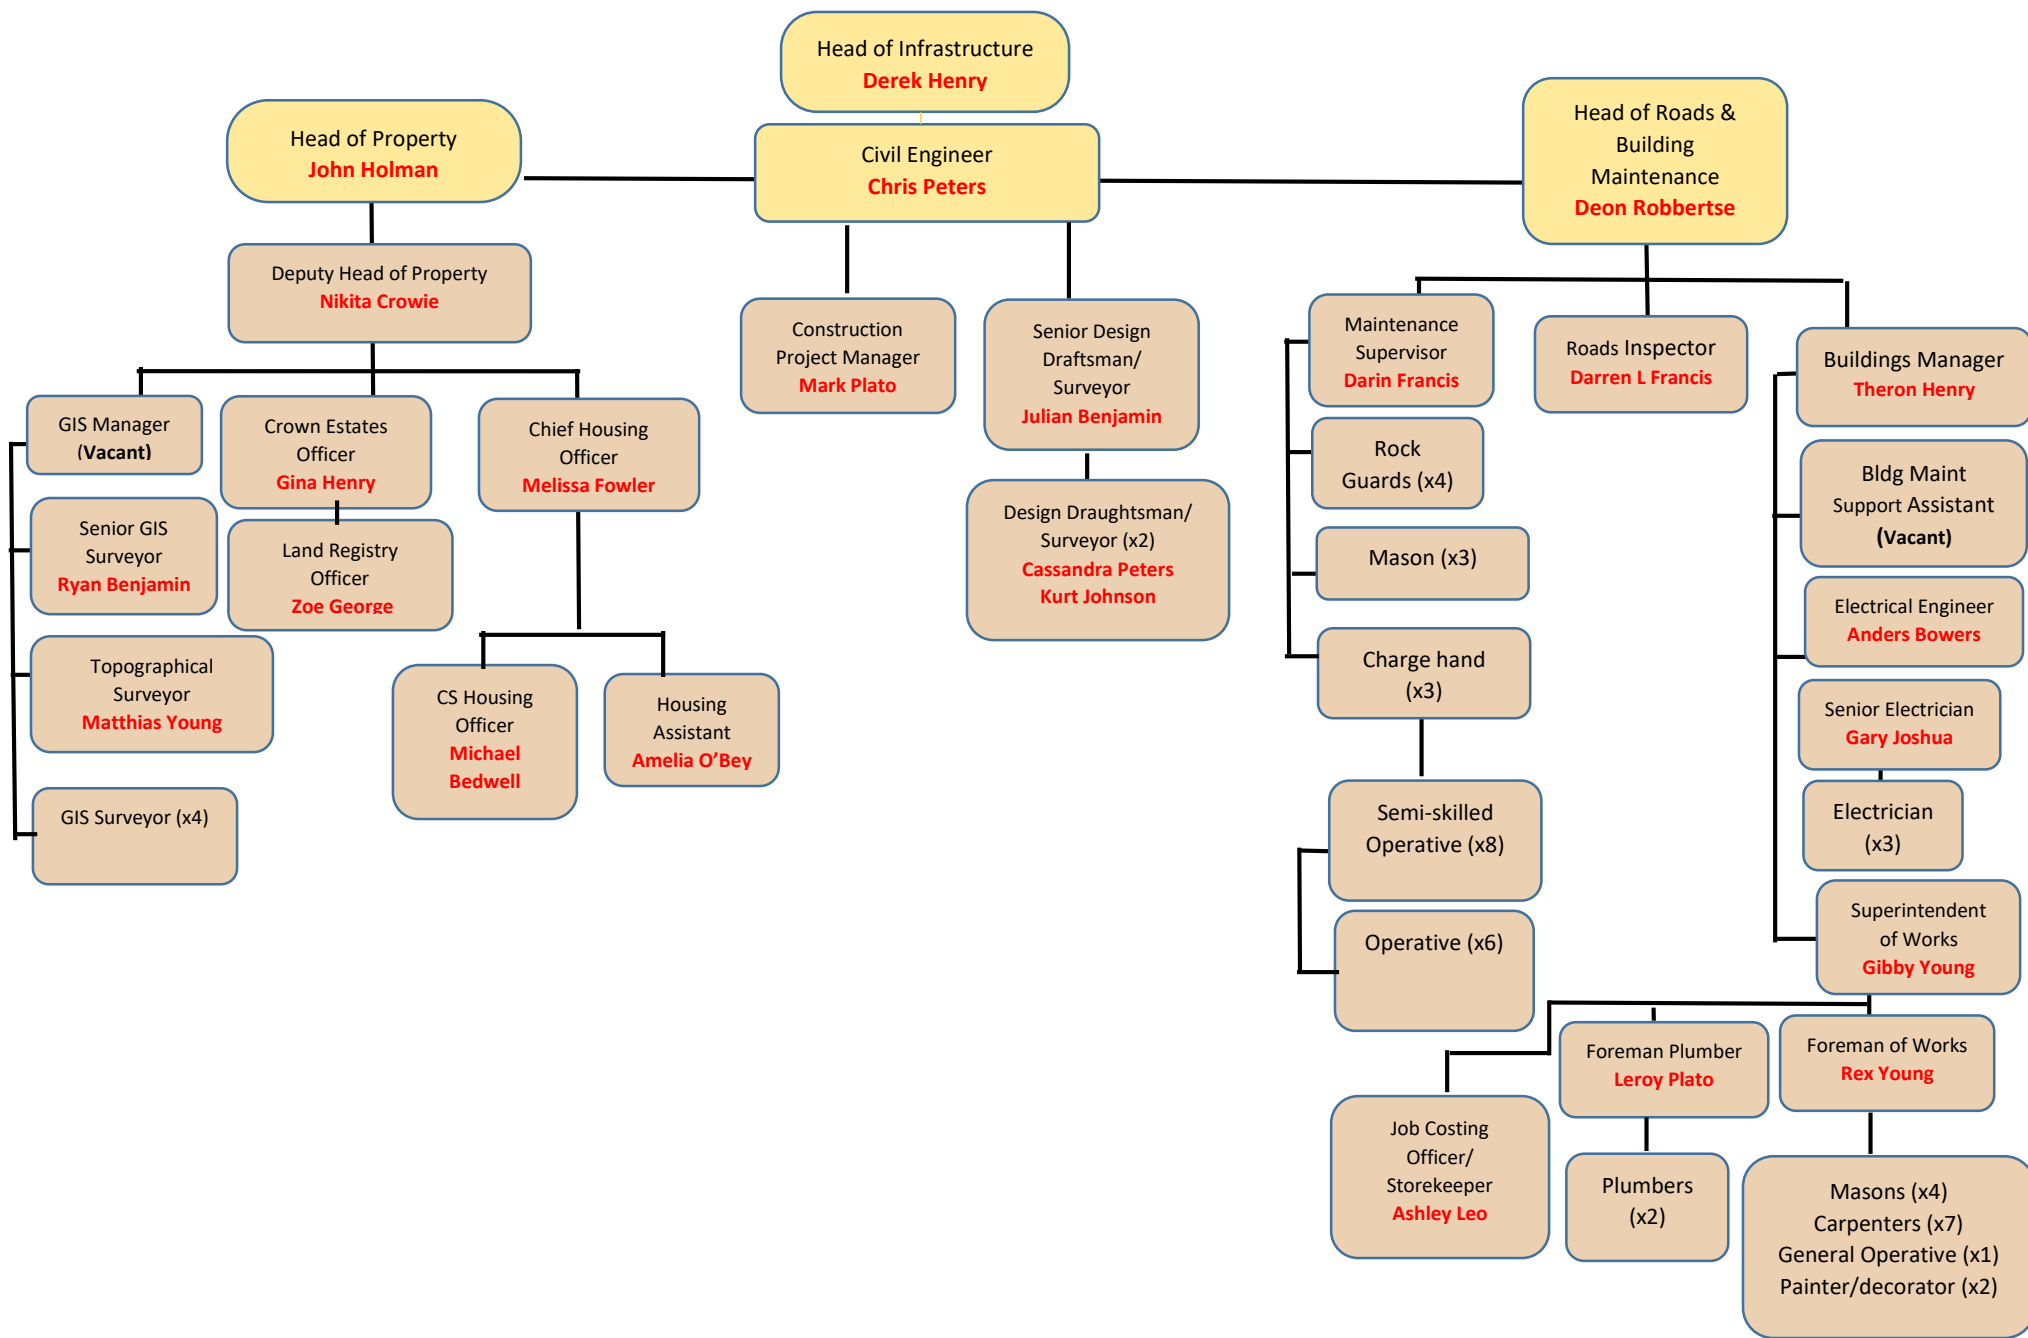 Head of Infrastructure
Derek Henry
Head of Property
John Holman
Civil Engineer
Chris Peters
Head of Roads &
Building
Maintenance
Deon Robbertse
Deputy Head of Property
Nikita Crowie
Construction
Project Manager
Mark Plato
Senior Design
Draftsman/
Surveyor
Julian Benjamin
Maintenance
Supervisor
Darin Francis
Roads Inspector
Darren L Francis
Buildings Manager
Theron Henry
GIS Manager
(Vacant)
Crown Estates
Officer
Gina Henry
Chief Housing
Officer
Melissa Fowler
Rock
Guards (x4)
Bldg Maint
Support Assistant
(Vacant)
Senior GIS
Surveyor
Ryan Benjamin
Land Registry
Officer
Zoe George
Design Draughtsman/
Surveyor (x2)
Cassandra Peters
Kurt Johnson
Mason (x3)
Electrical Engineer
Anders Bowers
Topographical
Surveyor
Matthias Young
CS Housing
Officer
Michael
Bedwell
Housing
Assistant
Amelia O’Bey
Charge hand
(x3)
Senior Electrician
Gary Joshua
GIS Surveyor (x4)
Semi-skilled
Operative (x8)
Electrician
(x3)
Operative (x6)
Superintendent
of Works
Gibby Young
Foreman Plumber
Leroy Plato
Foreman of Works
Rex Young
Job Costing
Officer/
Storekeeper
Ashley Leo
Plumbers
(x2)
Masons (x4)
Carpenters (x7)
General Operative (x1)
Painter/decorator (x2)